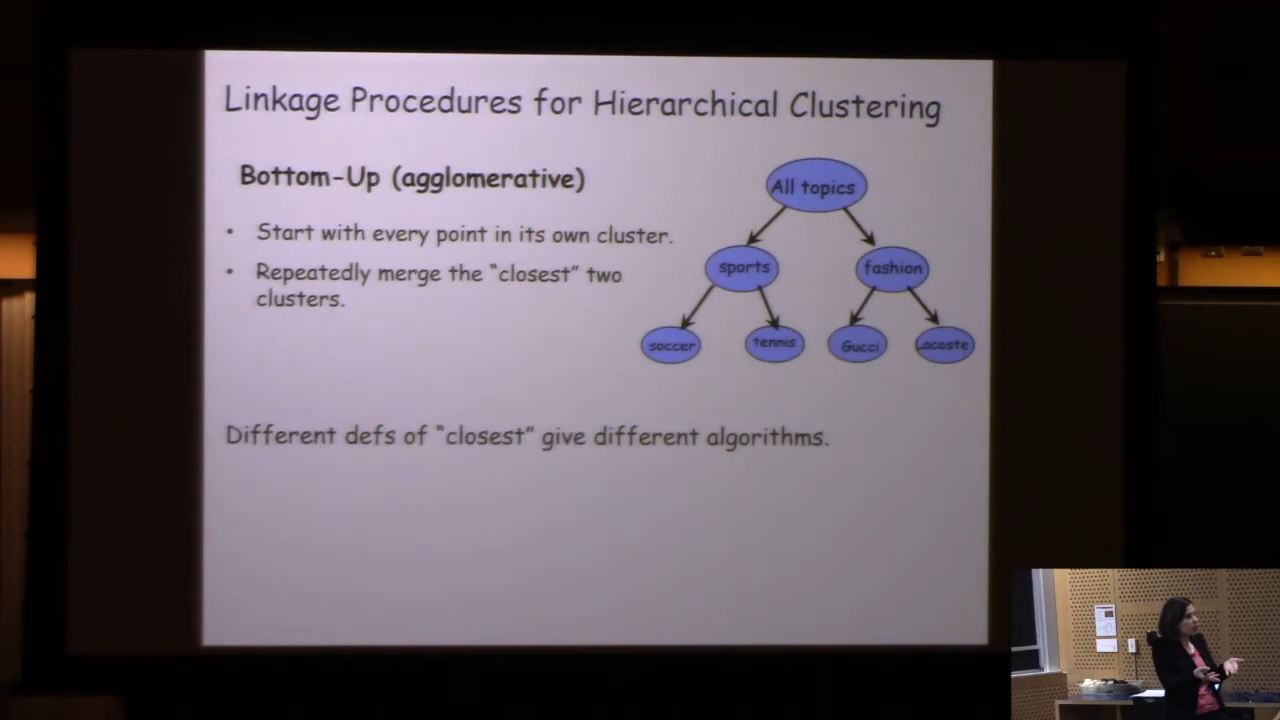 Linkage Procedures for Hierarchical Clustering
Bottom-Up (agglomerative)
• Start with every point in its own cluster.
• Repeatedly merge the “closest” two
clusters.
All topics
sports
fashion
soccer
tennis
Gucci
Lacoste
Different defs of “closest” give different algorithms.